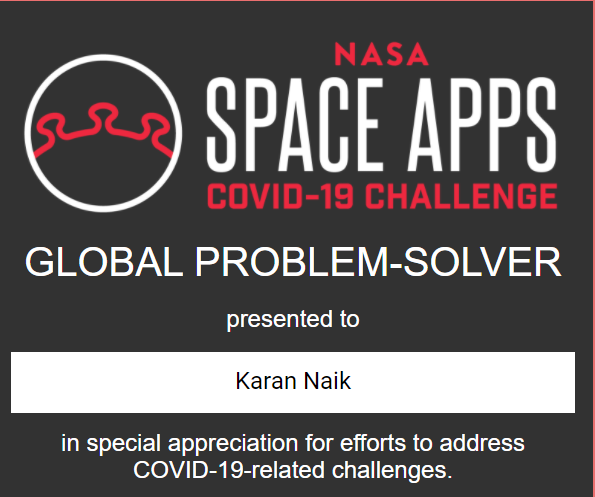 NASA
SPACE APPS
COVID-19 CHALLENGE
GLOBAL PROBLEM-SOLVER
presented to
Karan Naik
in special appreciation for efforts to address
COVID-19-related challenges.